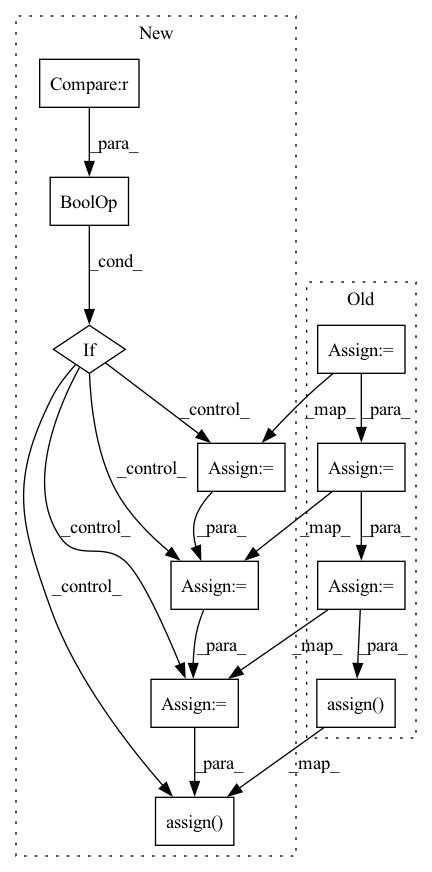 New
Compare:r
_para_
BoolOp
_cond_
Old
If
Assign:=
_control_
_map_
_para_
_control_
Assign:=
Assign:=
_control_
_para_
_map_
_para_
_control_
Assign:=
Assign:=
_para_
_map_
_para_
Assign:=
assign()
_para_
_map_
assign()